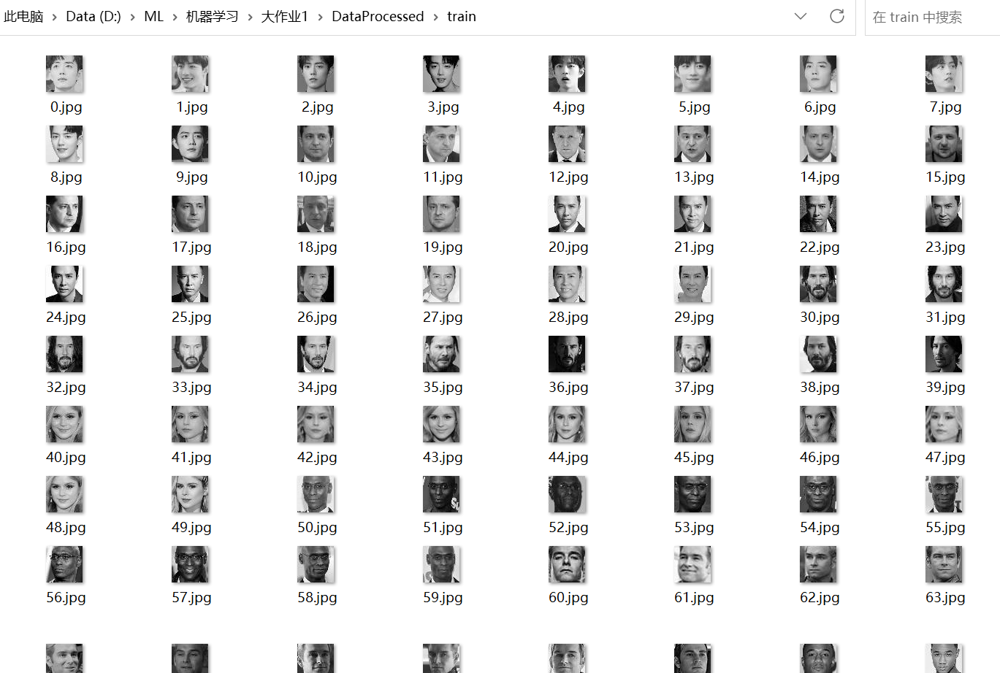 此电脑 > Data (D:) > ML > 机器学习 > 大作业1 > DataProcessed > train
在 train 中搜索
0.jpg 1.jpg 2.jpg 3.jpg 4.jpg 5.jpg 6.jpg 7.jpg
8.jpg 9.jpg 10.jpg 11.jpg 12.jpg 13.jpg 14.jpg 15.jpg
16.jpg 17.jpg 18.jpg 19.jpg 20.jpg 21.jpg 22.jpg 23.jpg
24.jpg 25.jpg 26.jpg 27.jpg 28.jpg 29.jpg 30.jpg 31.jpg
32.jpg 33.jpg 34.jpg 35.jpg 36.jpg 37.jpg 38.jpg 39.jpg
40.jpg 41.jpg 42.jpg 43.jpg 44.jpg 45.jpg 46.jpg 47.jpg
48.jpg 49.jpg 50.jpg 51.jpg 52.jpg 53.jpg 54.jpg 55.jpg
56.jpg 57.jpg 58.jpg 59.jpg 60.jpg 61.jpg 62.jpg 63.jpg